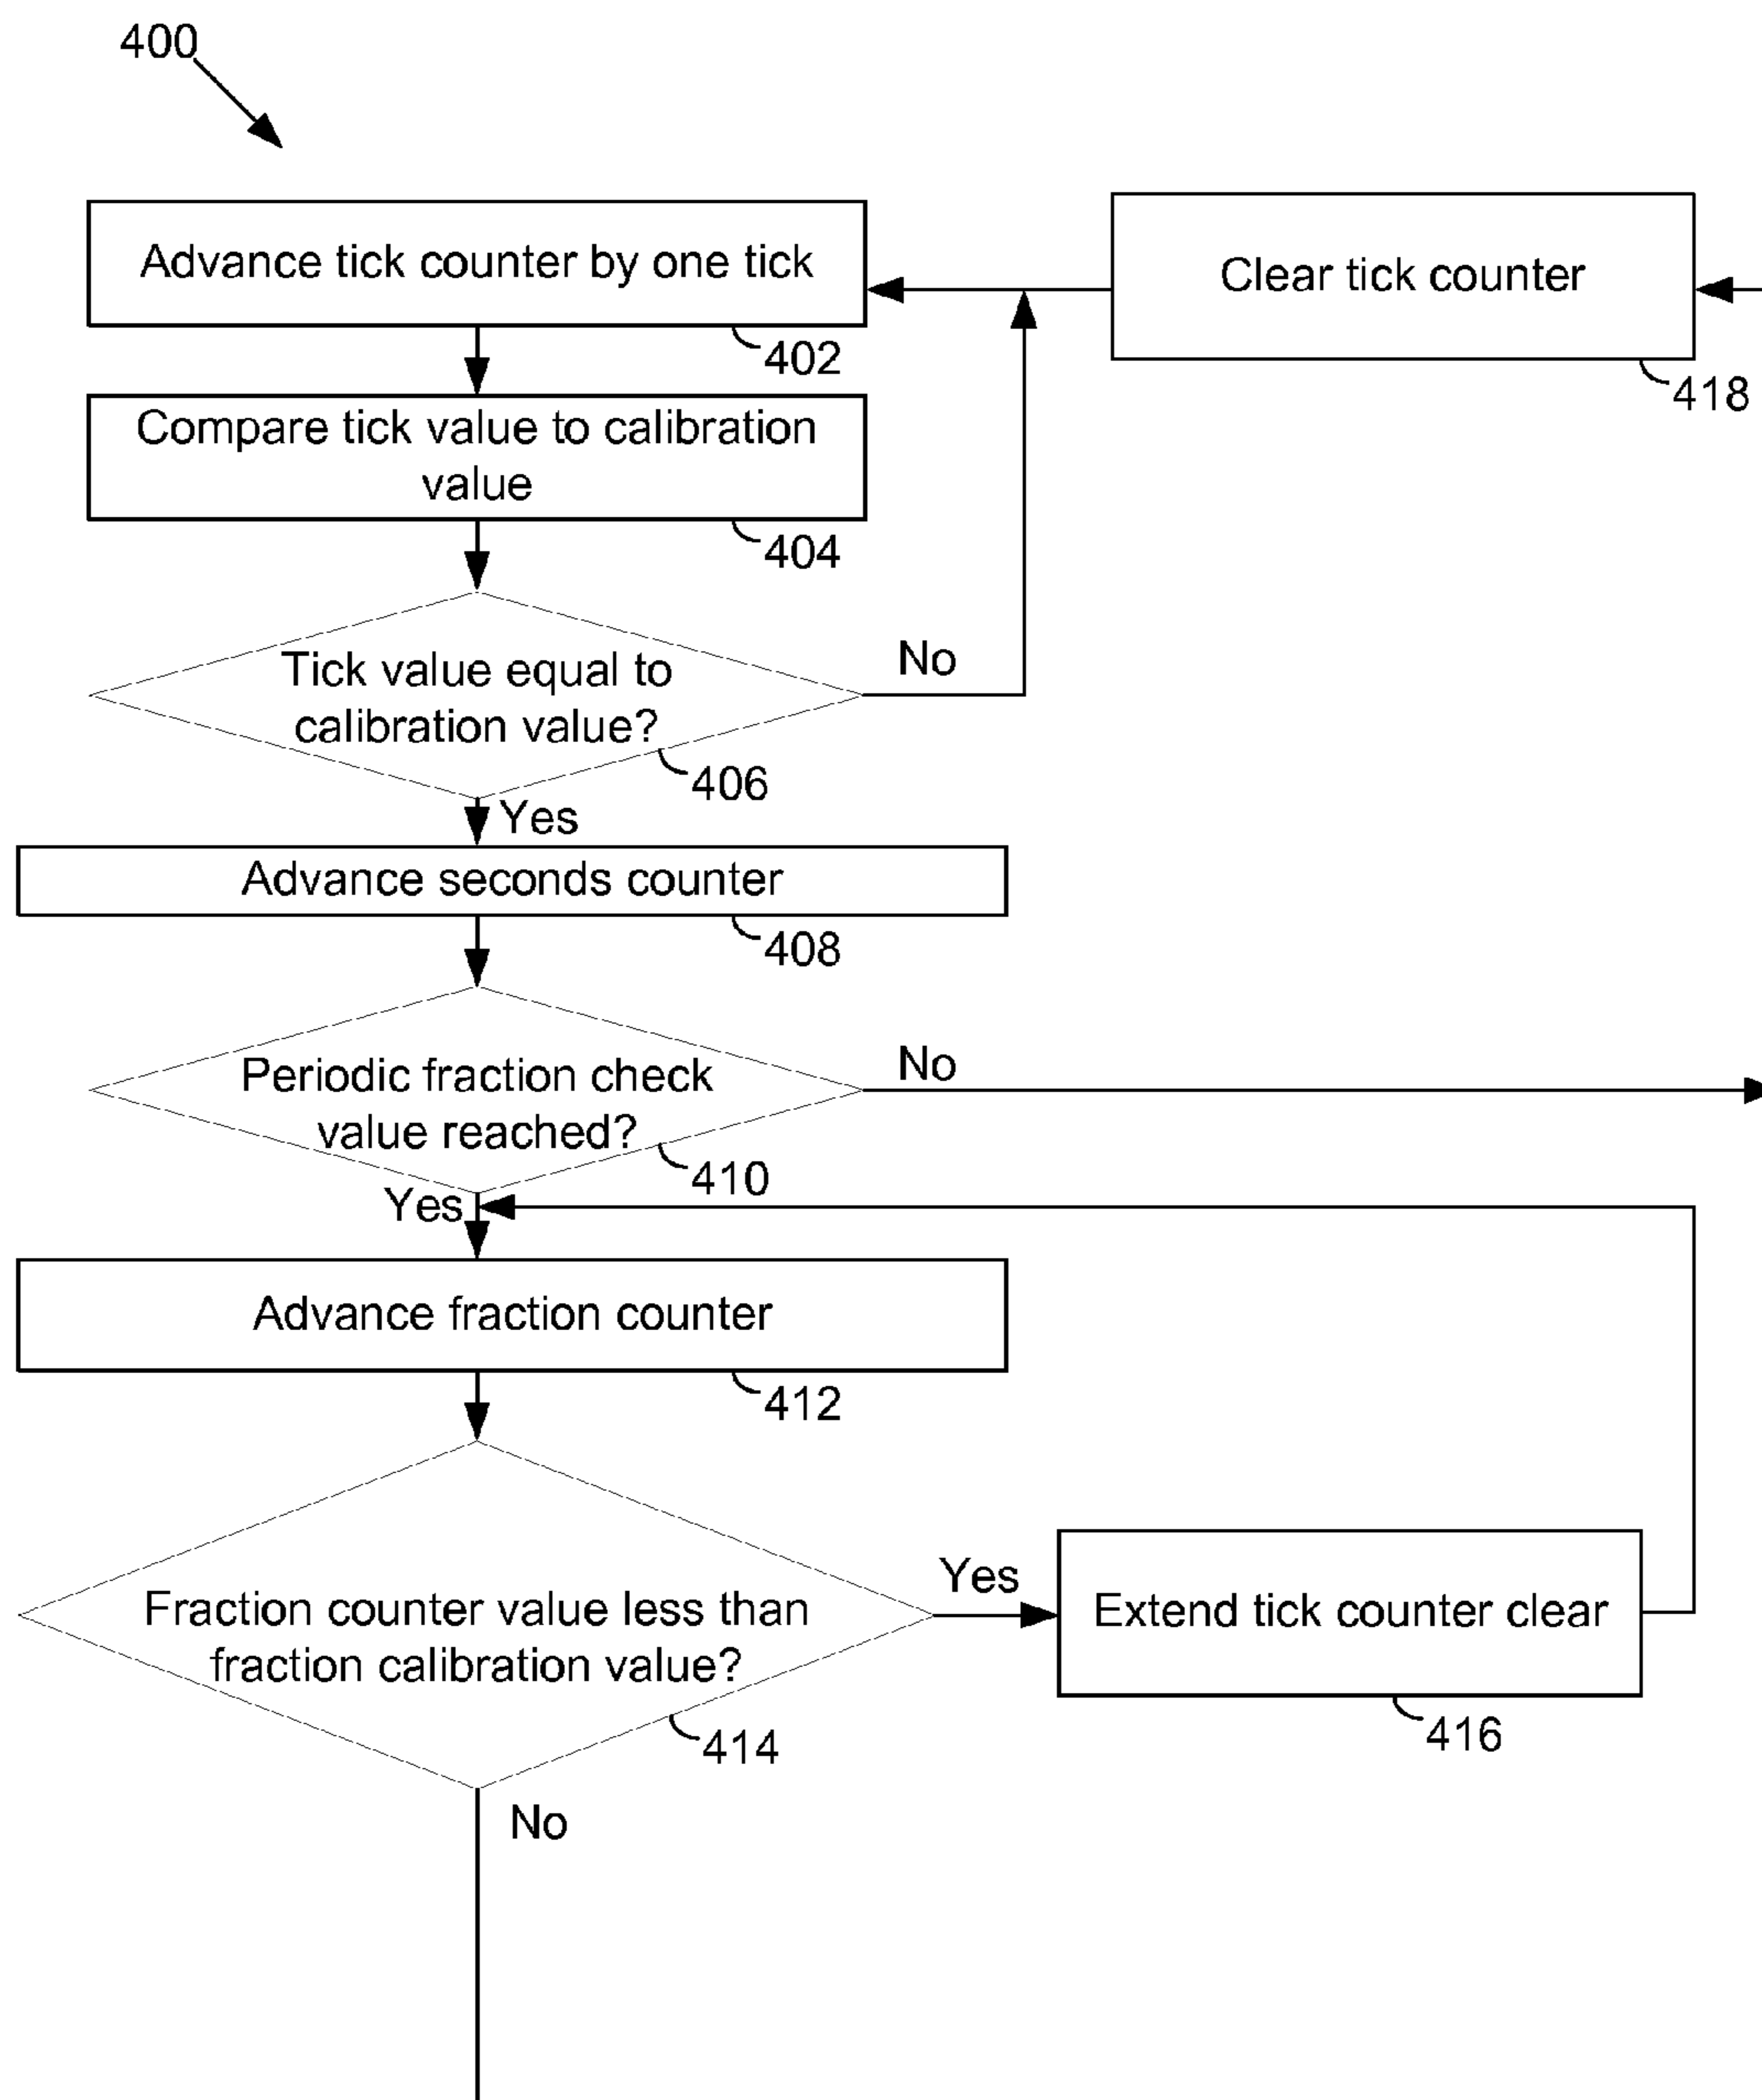 400
Advance tick counter by one tick
402
Clear tick counter
418
Compare tick value to calibration
value
404
Tick value equal to
calibration value?
No
406
Yes
Advance seconds counter
408
Periodic fraction check
value reached?
No
410
Yes
Advance fraction counter
412
Fraction counter value less than
fraction calibration value?
Yes
414
Extend tick counter clear
416
No